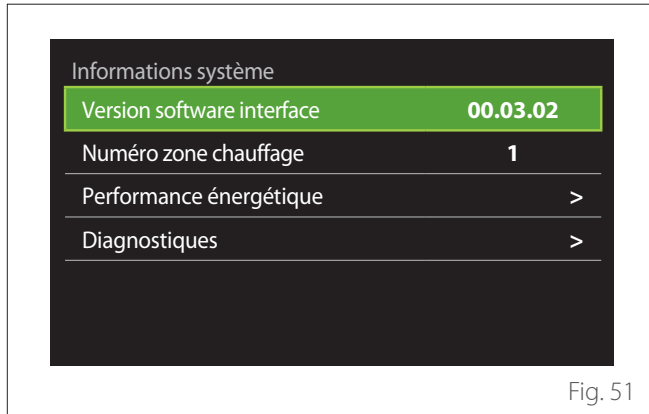 Informations système
Version software interface 00.03.02
Numéro zone chauffage 1
Performance énergétique >
Diagnostiques >
Fig. 51